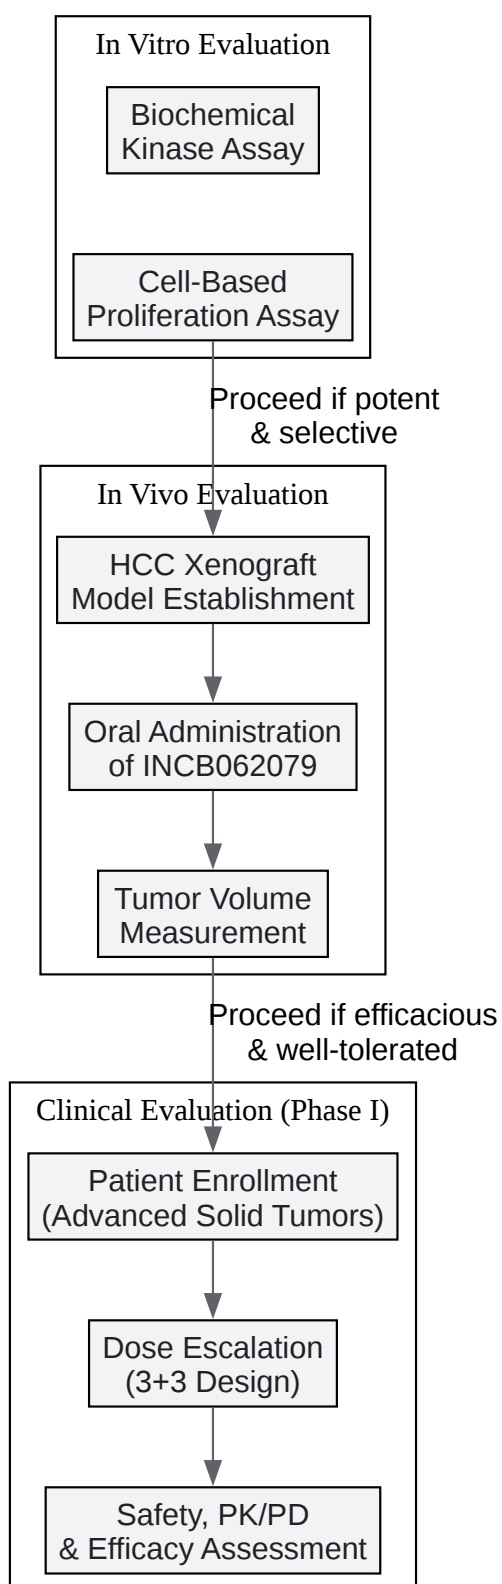 In Vitro Evaluation
Biochemical
Kinase Assay
Cell-Based
Proliferation Assay
Proceed if potent
& selective
In Vivo Evaluation
HCC Xenograft
Model Establishment
Oral Administration
of INCB062079
Tumor Volume
Measurement
Proceed if efficacious
& well-tolerated
Clinical Evaluation (Phase I)
Patient Enrollment
(Advanced Solid Tumors)
Dose Escalation
(3+3 Design)
Safety, PK/PD
& Efficacy Assessment